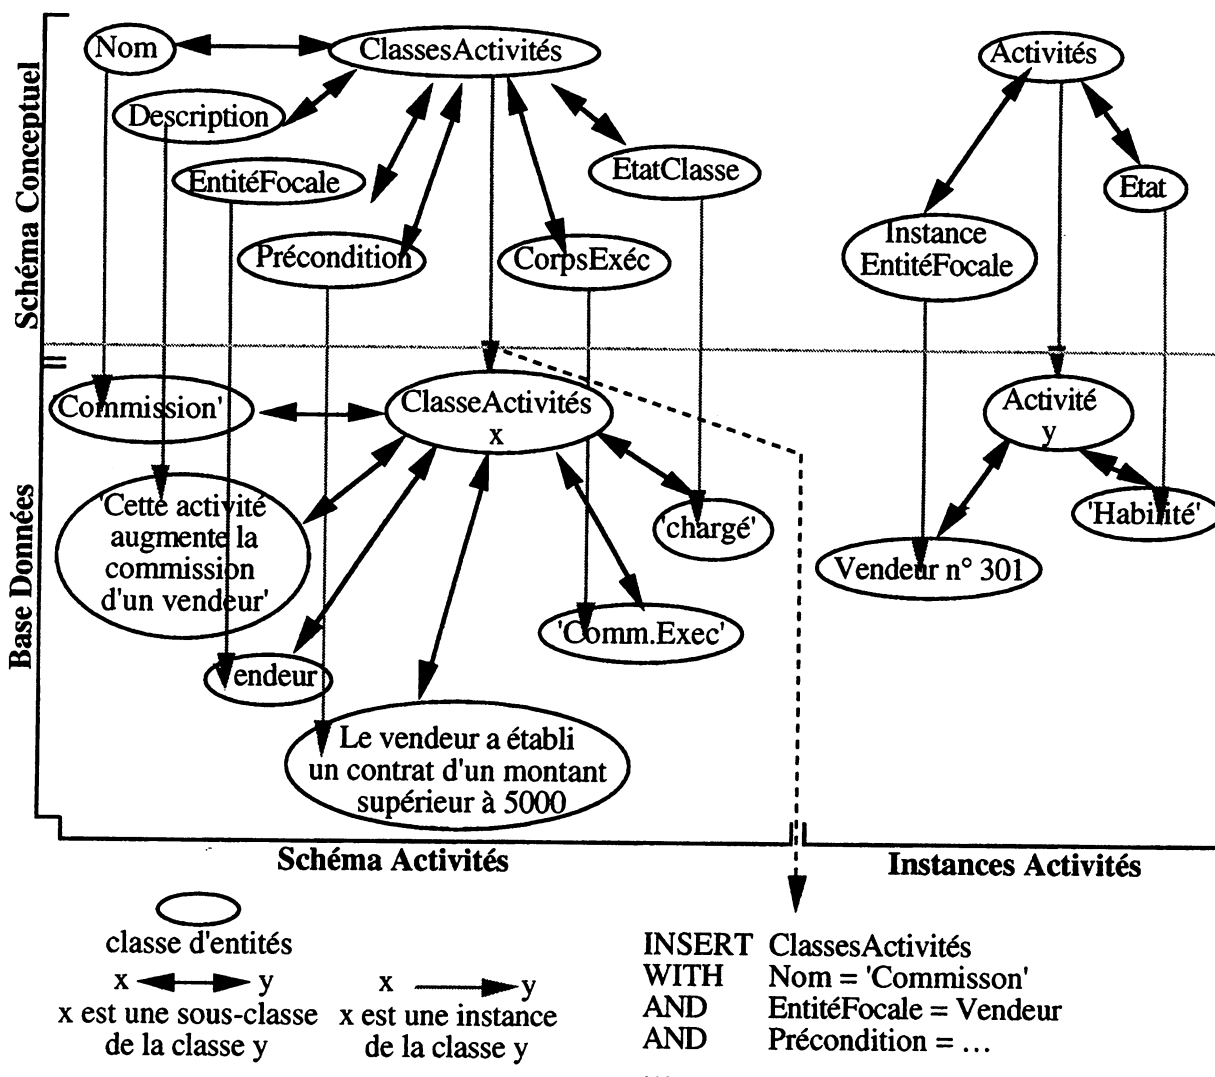 Schéma Conceptuel
Nom
ClassesActivités
Description
EntitéFocale
Précondition
CorpsExéc
EtatClasse
Activités
Instance
EntitéFocale
Etat
Base Données
Commission'
ClasseActivités
x
'Cette activité
augmente la
commission
d'un vendeur'
endeur
Le vendeur a établi
un contrat d'un montant
supérieur à 5000
'Comm.Exec'
'chargé'
Activité
y
Vendeur n° 301
'Habilité'
Schéma Activités
Instances Activités
classe d'entités
x y
x est une sous-classe
de la classe y
x y
x est une instance
de la classe y
INSERT ClassesActivités
WITH Nom = 'Commisson'
AND EntitéFocale = Vendeur
AND Précondition = ...
...